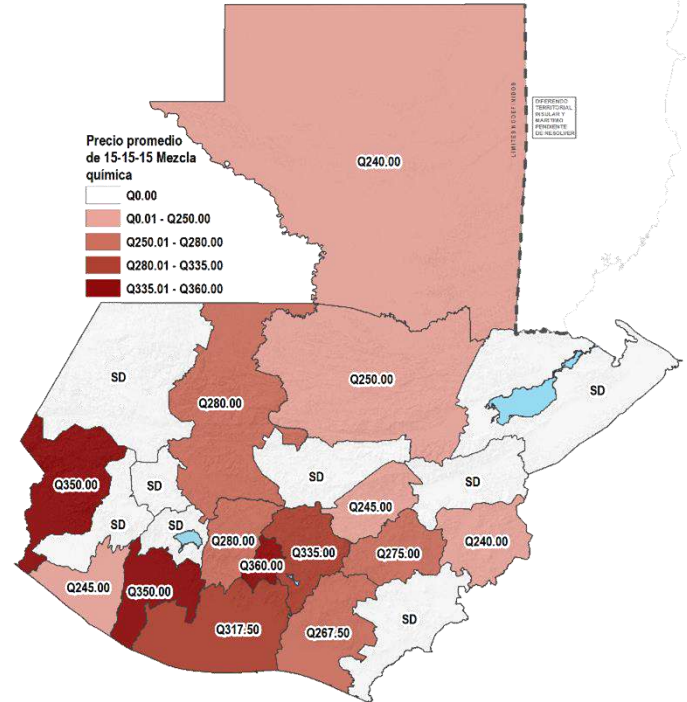 LIMITES NO DEFINIDOS
DIFERENDO
TERRITORIAL
INSULAR Y
MARITIMO
PENDIENTE
DE RESOLVER
Q240.00
Precio promedio
de 15-15-15 Mezcla
química
Q0.00
Q0.01 - Q250.00
Q250.01 - Q280.00
Q280.01 - Q335.00
Q335.01 - Q360.00
SD
Q280.00
Q250.00
SD
Q350.00
SD
SD
SD
Q245.00
SD
SD
SD
Q280.00
Q335.00
Q275.00
Q240.00
Q360.00
Q245.00
Q350.00
Q317.50
Q267.50
SD